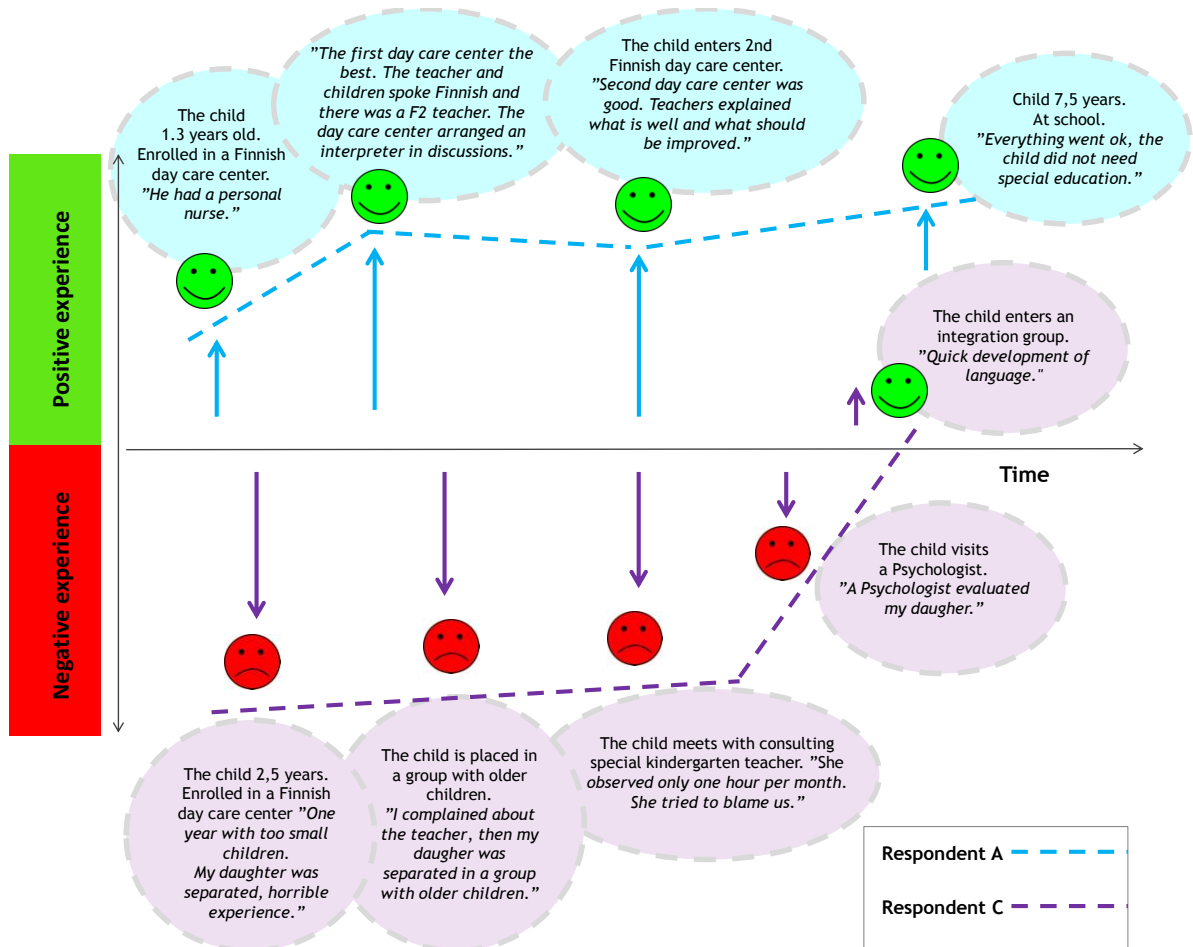 The child
1.3 years old.
Enrolled in a Finnish
day care center.
”He had a personal
nurse.”
”The first day care center the
best. The teacher and
children spoke Finnish and
there was a F2 teacher. The
day care center arranged an
interpreter in discussions.”
The child enters 2nd
Finnish day care center.
”Second day care center was
good. Teachers explained
what is well and what should
be improved.”
Child 7,5 years.
At school.
”Everything went ok, the
child did not need
special education.”
Positive experience
The child enters an
integration group.
”Quick development of
language."
Time
Negative experience
The child visits
a Psychologist.
”A Psychologist evaluated
my daugher.”
The child 2,5 years.
Enrolled in a Finnish
day care center ”One
year with too small
children.
My daughter was
separated, horrible
experience.”
The child is placed in
a group with older
children.
”I complained about
the teacher, then my
daugher was
separated in a group
with older children.”
The child meets with consulting
special kindergarten teacher. ”She
observed only one hour per month.
She tried to blame us.”
Respondent A
Respondent C